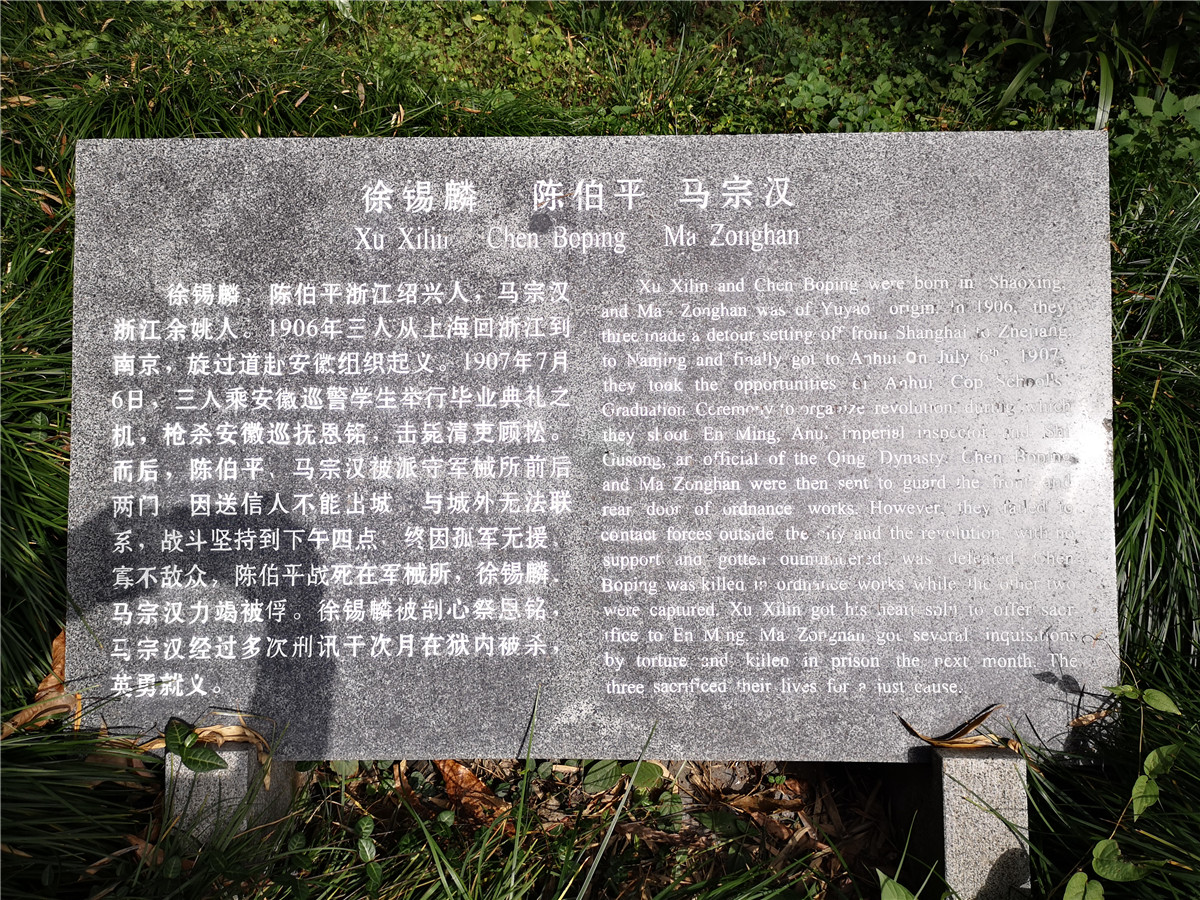 徐锡麟 陈伯平 马宗汉
Xu Xilin Chen Boping Ma Zonghan
徐锡麟、陈伯平浙江绍兴人，马宗汉
浙江余姚人。1906年三人从上海回浙江到
南京，旋过道赴安徽组织起义。1907年7月
6日，三人乘安徽巡警学生举行毕业典礼之
机，枪杀安徽巡抚恩铭，击毙清吏顾松。
而后，陈伯平、马宗汉被派守军械所前后
两门 因送信人不能出城 与城外无法联
系，战斗坚持到下午四点 终因孤军无援、
寡不敌众，陈伯平战死在军械所，徐锡麟、
马宗汉力竭被俘。徐锡麟被剖心祭恩铭，
马宗汉经过多次刑讯于次月在狱内被杀，
英勇就义。
Xu Xilin and Chen Boping were born in Shaoxing,
and Ma Zonghan was of Yuyao origin. In 1906, they
three made a detour setting off from Shanghai to Zhejiang,
to Nanjing and finally got to Anhui. On July 6th, 1907,
they took the opportunities of Anhui Cop School's
Graduation Ceremony to organize revolution, during which
they shoot En Ming, Anhui imperial inspector and
Gusong, an official of the Qing Dynasty. Chen Boping
and Ma Zonghan were then sent to guard the front and
rear door of ordnance works. However, they failed to
contact forces outside the city and the revolution, with no
support and gotten outnumbered, was defeated. Chen
Boping was killed in ordnance works while the other two
were captured. Xu Xilin got his heart split to offer sacr-
ifice to En Ming. Ma Zonghan got several inquisitions
by torture and killed in prison the next month. The
three sacrificed their lives for a just cause.